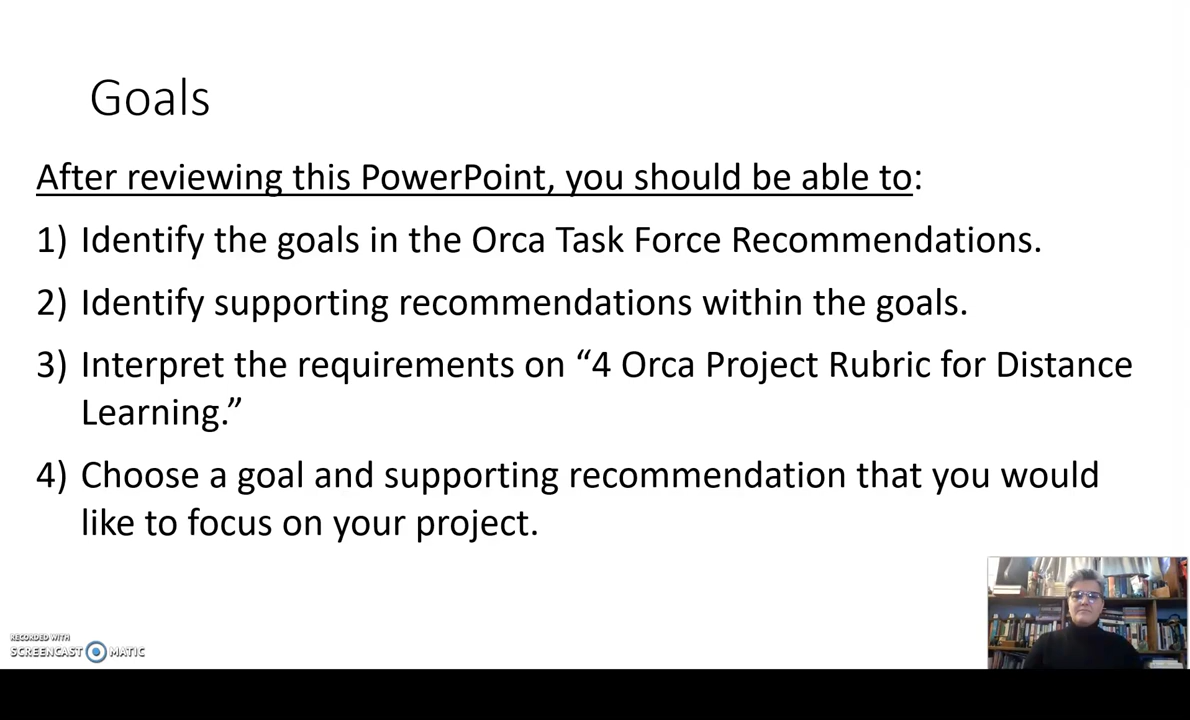 Goals
After reviewing this PowerPoint, you should be able to:
1) Identify the goals in the Orca Task Force Recommendations.
2) Identify supporting recommendations within the goals.
3) Interpret the requirements on “4 Orca Project Rubric for Distance
Learning.”
4) Choose a goal and supporting recommendation that you would
like to focus on your project.
RECORDED WITH
SCREENCAST MATIC